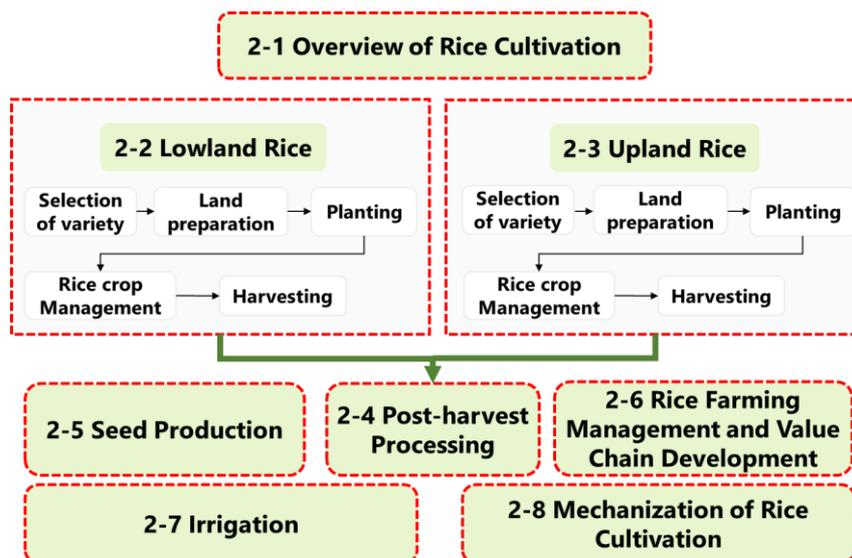 2-1 Overview of Rice Cultivation
2-2 Lowland Rice
Selection
of variety
Land
preparation
Planting
Rice crop
Management
Harvesting
2-3 Upland Rice
Selection
of variety
Land
preparation
Planting
Rice crop
Management
Harvesting
2-5 Seed Production
2-4 Post-harvest
Processing
2-6 Rice Farming
Management and Value
Chain Development
2-7 Irrigation
2-8 Mechanization of Rice
Cultivation